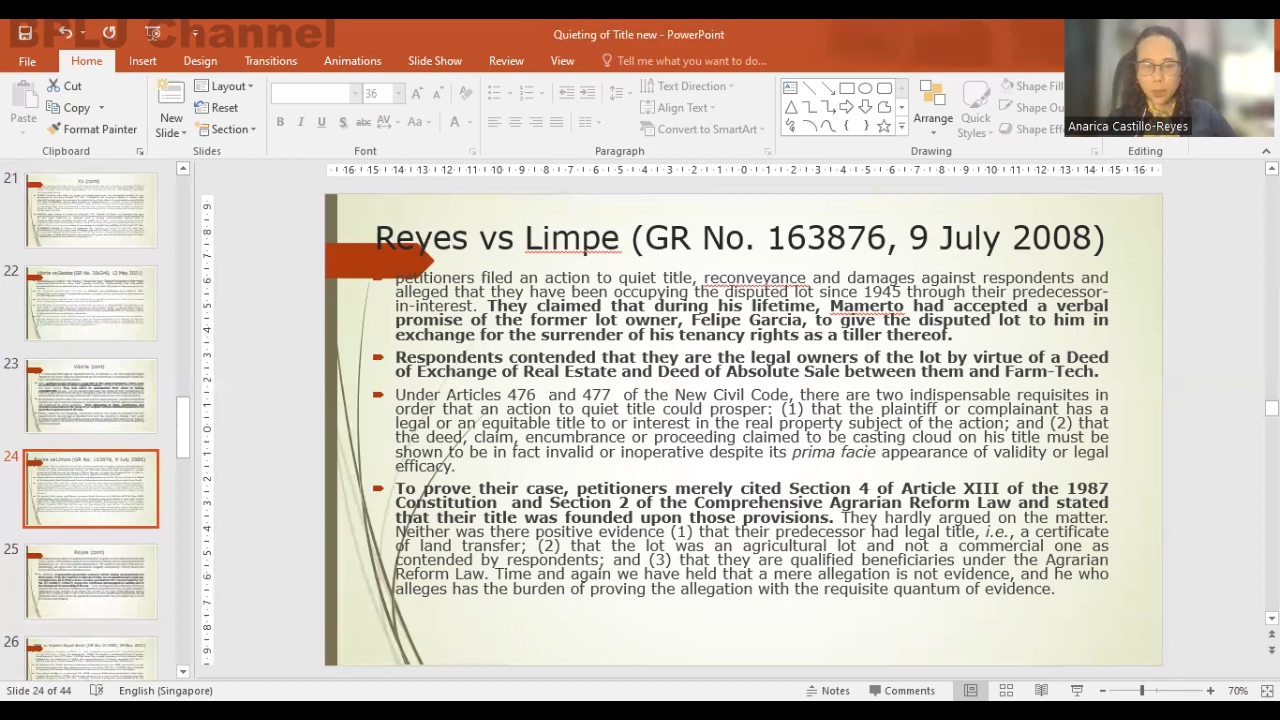 BPLJ Channel
Quieting of Title new - PowerPoint
File Home Insert Design Transitions Animations Slide Show Review View Tell me what you want to do...
Paste
Cut
Copy
Format Painter
Clipboard
New Slide
Layout
Reset
Section
Slides
36
Font
Text Direction
Align Text
Convert to SmartArt
Paragraph
Arrange
Quick Styles
Shape Fill
Shape Ou
Shape Effe
Drawing
Editing
Anarica Castillo-Reyes
21
22
23
24
25
26
Reyes vs Limpe (GR No. 163876, 9 July 2008)
petitioners filed an action to quiet title, reconveyance and damages against respondents and
alleged that they have been occupying the disputed lot since 1945 through their predecessor-
in-interest. They claimed that during his lifetime, Mamerto had accepted a verbal
promise of the former lot owner, Felipe Garcia, to give the disputed lot to him in
exchange for the surrender of his tenancy rights as a tiller thereof.
Respondents contended that they are the legal owners of the lot by virtue of a Deed
of Exchange of Real Estate and Deed of Absolute Sale between them and Farm-Tech.
Under Articles 476 and 477 of the New Civil Code, there are two indispensable requisites in
order that an action to quiet title could prosper: (1) that the plaintiff or complainant has a
legal or an equitable title to or interest in the real property subject of the action; and (2) that
the deed, claim, encumbrance or proceeding claimed to be casting cloud on his title must be
shown to be in fact invalid or inoperative despite its prima facie appearance of validity or legal
efficacy.
To prove their case, petitioners merely cited Section 4 of Article XIII of the 1987
Constitution and Section 2 of the Comprehensive Agrarian Reform Law and stated
that their title was founded upon those provisions. They hardly argued on the matter.
Neither was there positive evidence (1) that their predecessor had legal title, i.e., a certificate
of land transfer; (2) that the lot was an agricultural lot and not a commercial one as
contended by respondents; and (3) that they are qualified beneficiaries under the Agrarian
Reform Law. Time and again we have held that a mere allegation is not evidence, and he who
alleges has the burden of proving the allegation with the requisite quantum of evidence.
Slide 24 of 44 English (Singapore) Notes Comments 70%